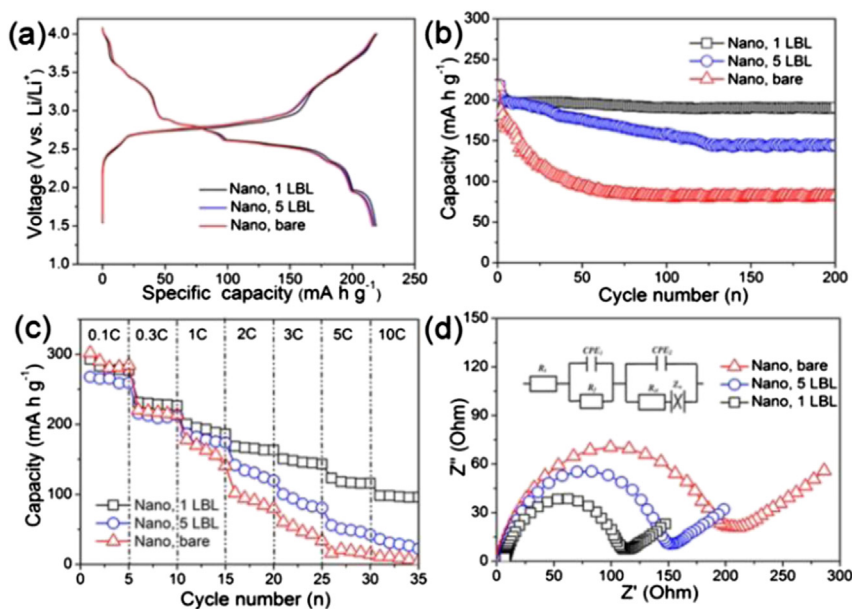 (a)
Voltage (V vs. Li/Li⁺)
4.0
3.5
3.0
2.5
2.0
1.5
1.0
Nano, 1 LBL
Nano, 5 LBL
Nano, bare
0 50 100 150 200 250
Specific capacity (mA h g⁻¹)
(b)
Capacity (mA h g⁻¹)
250
200
150
100
50
0
Nano, 1 LBL
Nano, 5 LBL
Nano, bare
0 25 50 75 100 125 150 200
Cycle number (n)
(c)
Capacity (mA h g⁻¹)
300
200
100
0
0.1C 0.3C 1C 2C 3C 5C 10C
Nano, 1 LBL
Nano, 5 LBL
Nano, bare
0 5 10 15 20 25 30 35
Cycle number (n)
(d)
Z" (Ohm)
150
120
90
60
30
0
CPE₁ CPE₂
Nano, bare
Nano, 5 LBL
Nano, 1 LBL
0 50 100 150 200 250 300
Z' (Ohm)